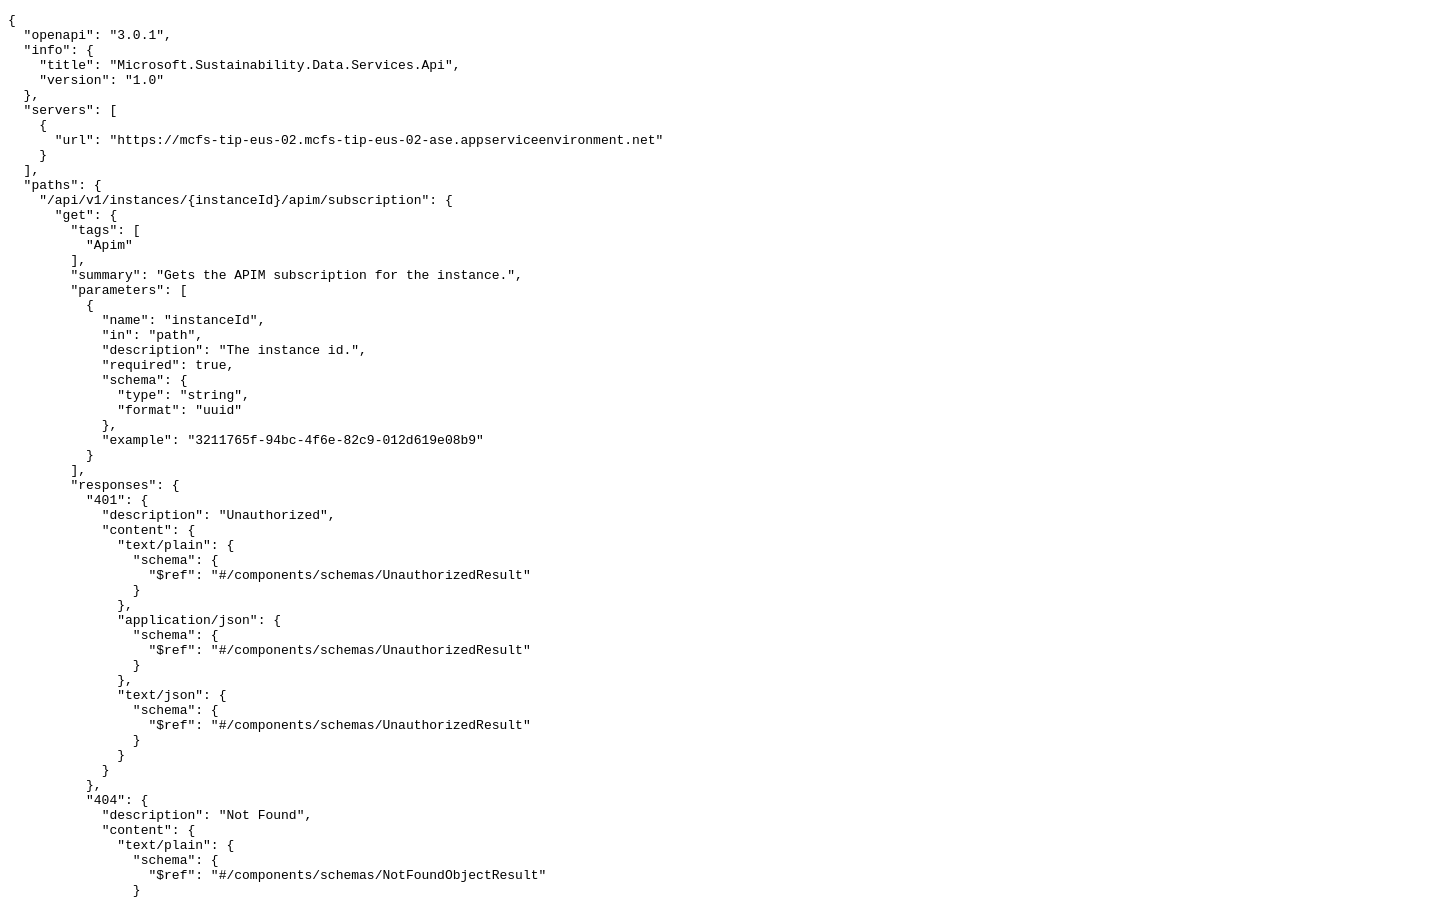 {
  "openapi": "3.0.1",
  "info": {
    "title": "Microsoft.Sustainability.Data.Services.Api",
    "version": "1.0"
  },
  "servers": [
    {
      "url": "https://mcfs-tip-eus-02.mcfs-tip-eus-02-ase.appserviceenvironment.net"
    }
  ],
  "paths": {
    "/api/v1/instances/{instanceId}/apim/subscription": {
      "get": {
        "tags": [
          "Apim"
        ],
        "summary": "Gets the APIM subscription for the instance.",
        "parameters": [
          {
            "name": "instanceId",
            "in": "path",
            "description": "The instance id.",
            "required": true,
            "schema": {
              "type": "string",
              "format": "uuid"
            },
            "example": "3211765f-94bc-4f6e-82c9-012d619e08b9"
          }
        ],
        "responses": {
          "401": {
            "description": "Unauthorized",
            "content": {
              "text/plain": {
                "schema": {
                  "$ref": "#/components/schemas/UnauthorizedResult"
                }
              },
              "application/json": {
                "schema": {
                  "$ref": "#/components/schemas/UnauthorizedResult"
                }
              },
              "text/json": {
                "schema": {
                  "$ref": "#/components/schemas/UnauthorizedResult"
                }
              }
            }
          },
          "404": {
            "description": "Not Found",
            "content": {
              "text/plain": {
                "schema": {
                  "$ref": "#/components/schemas/NotFoundObjectResult"
                }